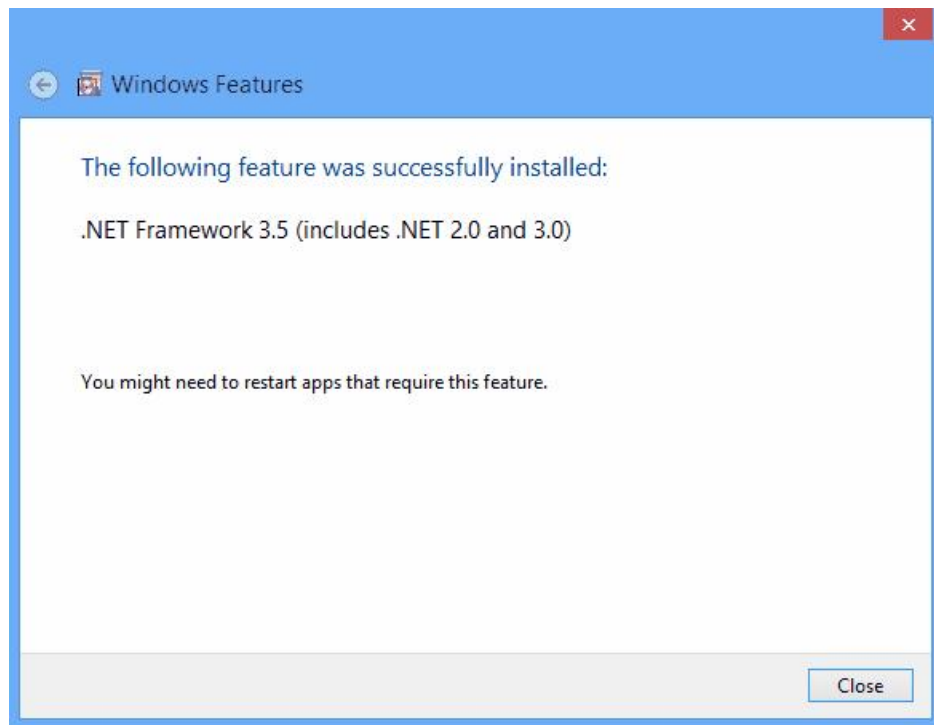 Windows Features
The following feature was successfully installed:
.NET Framework 3.5 (includes .NET 2.0 and 3.0)
You might need to restart apps that require this feature.
Close